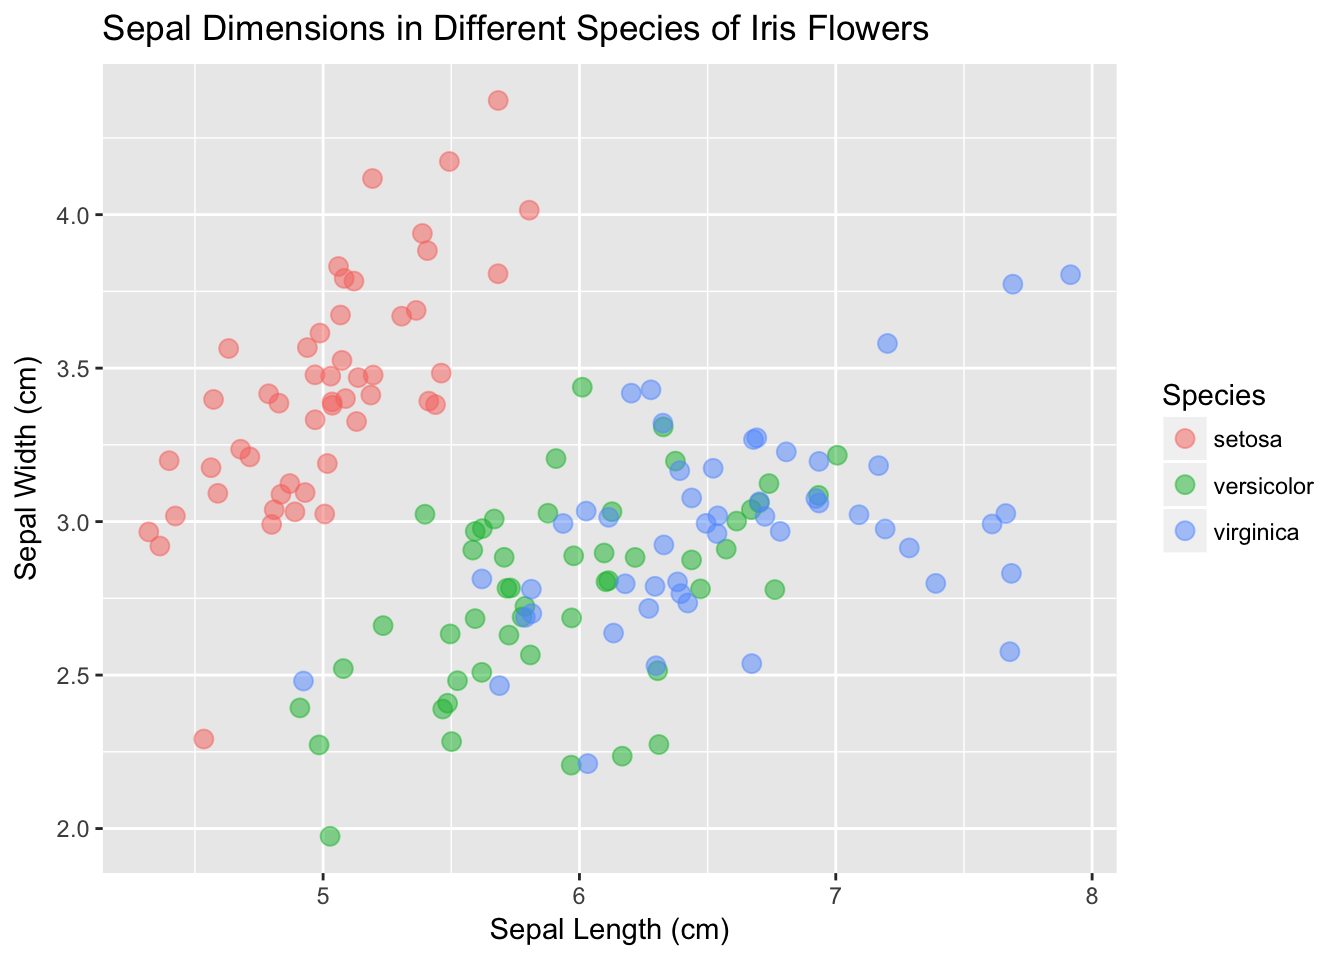 Sepal Dimensions in Different Species of Iris Flowers
4.0
3.5
3.0
2.5
2.0
Sepal Width (cm)
5 6 7 8
Sepal Length (cm)
Species
setosa
versicolor
virginica